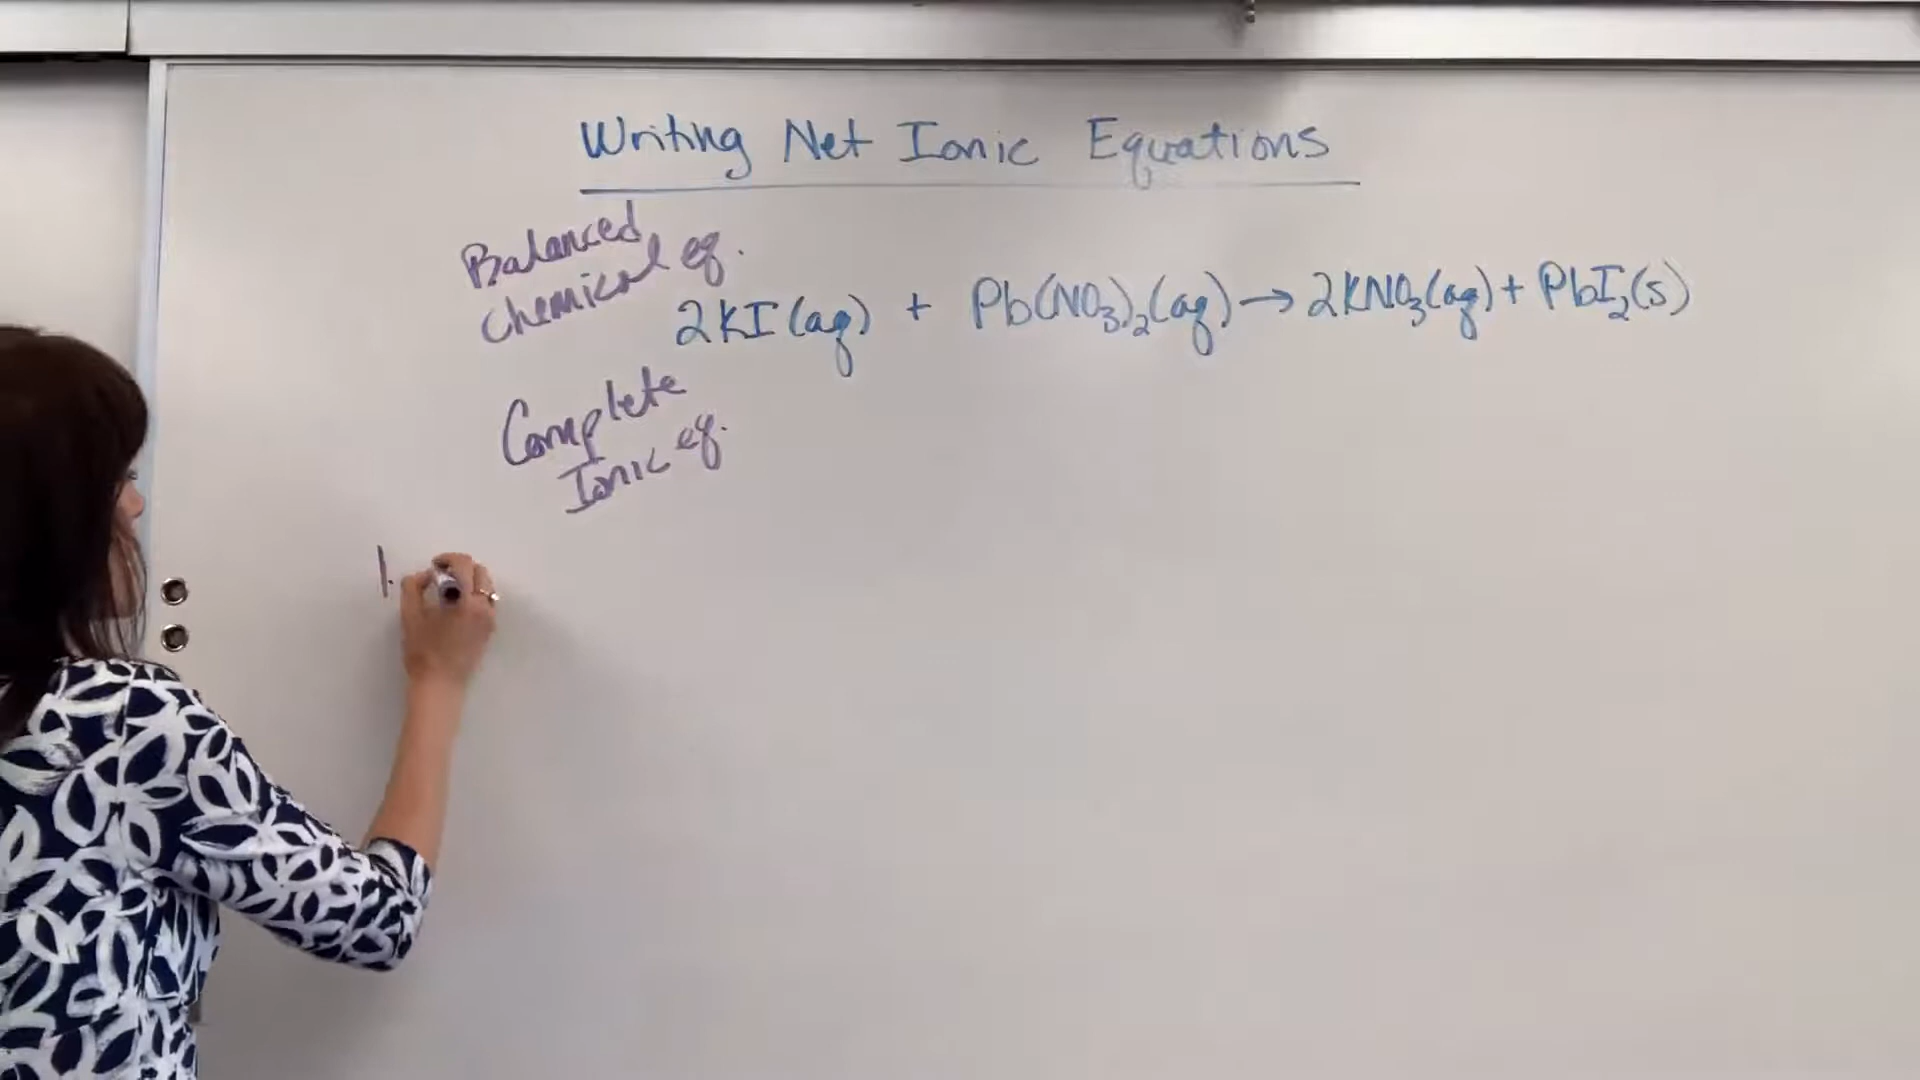 Writing Net Ionic Equations
Balanced
chemical eq.
2KI(aq) + Pb(NO₃)₂(aq) → 2KNO₃(aq) + PbI₂(s)
Complete
Ionic eq.
1.